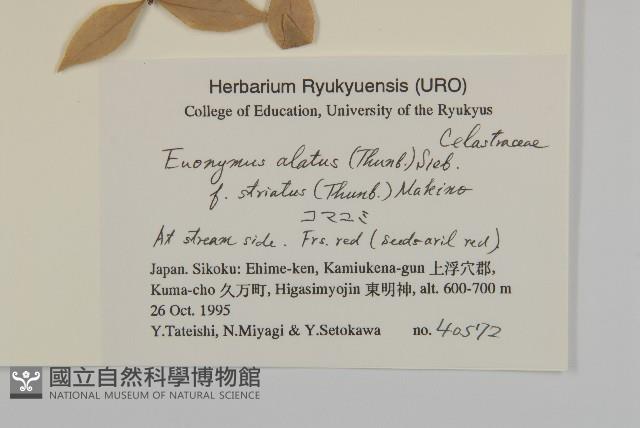 Herbarium Ryukyuensis (URO)
College of Education, University of the Ryukyus
Celastraceae
Euonymus alatus (Thunb.) Sieb.
f. striatus (Thunb.) Makino
コマユミ
At stream side. Frs. red (seeds-aril red)
Japan. Sikoku: Ehime-ken, Kamiukena-gun 上浮穴郡,
Kuma-cho 久万町, Higasimyojin 東明神, alt. 600-700 m
26 Oct. 1995
Y.Tateishi, N.Miyagi & Y.Setokawa no. 40572
國立自然科學博物館
NATIONAL MUSEUM OF NATURAL SCIENCE